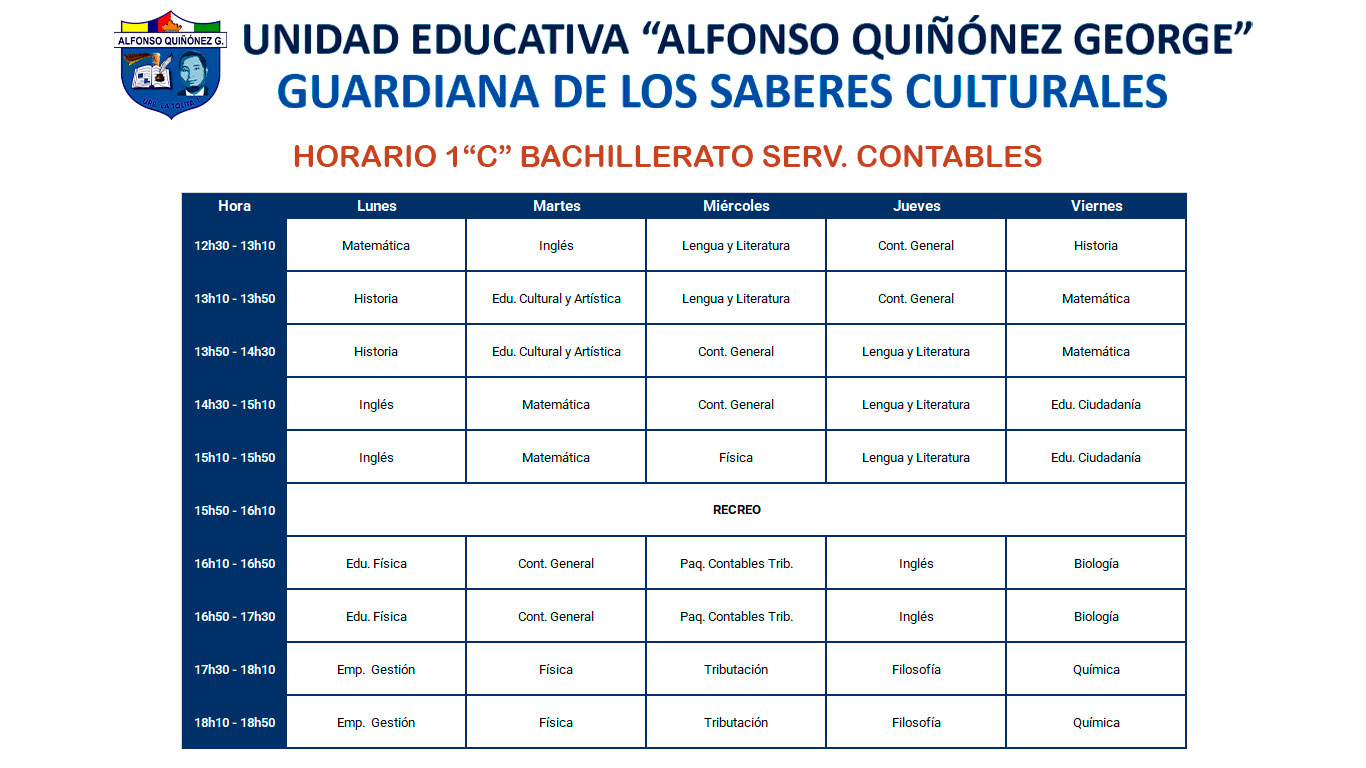 ALFONSO QUIÑÓNEZ G.
URB. LA TOLITA 1
UNIDAD EDUCATIVA “ALFONSO QUIÑÓNEZ GEORGE”
GUARDIANA DE LOS SABERES CULTURALES
HORARIO 1“C” BACHILLERATO SERV. CONTABLES
Hora Lunes Martes Miércoles Jueves Viernes
12h30 - 13h10 Matemática Inglés Lengua y Literatura Cont. General Historia
13h10 - 13h50 Historia Edu. Cultural y Artística Lengua y Literatura Cont. General Matemática
13h50 - 14h30 Historia Edu. Cultural y Artística Cont. General Lengua y Literatura Matemática
14h30 - 15h10 Inglés Matemática Cont. General Lengua y Literatura Edu. Ciudadanía
15h10 - 15h50 Inglés Matemática Física Lengua y Literatura Edu. Ciudadanía
15h50 - 16h10 RECREO
16h10 - 16h50 Edu. Física Cont. General Paq. Contables Trib. Inglés Biología
16h50 - 17h30 Edu. Física Cont. General Paq. Contables Trib. Inglés Biología
17h30 - 18h10 Emp. Gestión Física Tributación Filosofía Química
18h10 - 18h50 Emp. Gestión Física Tributación Filosofía Química